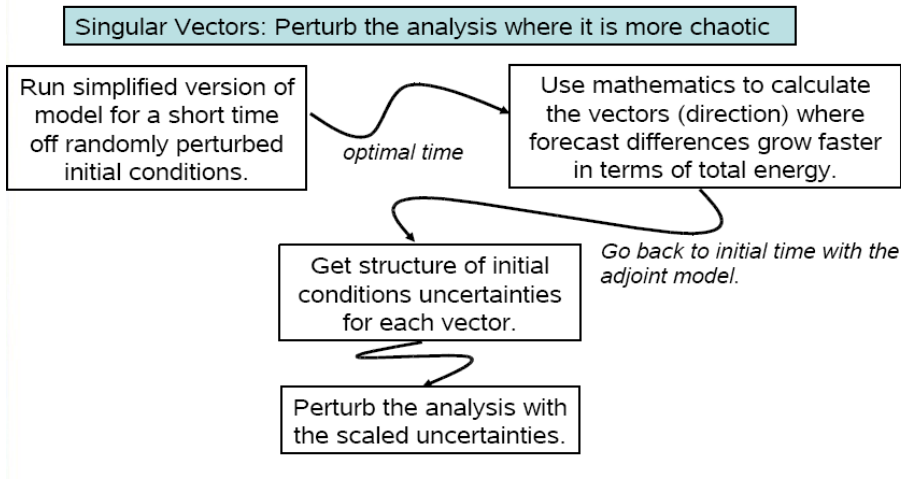 Singular Vectors: Perturb the analysis where it is more chaotic
Run simplified version of
model for a short time
off randomly perturbed
initial conditions.
optimal time
Use mathematics to calculate
the vectors (direction) where
forecast differences grow faster
in terms of total energy.
Go back to initial time with the
adjoint model.
Get structure of initial
conditions uncertainties
for each vector.
Perturb the analysis with
the scaled uncertainties.